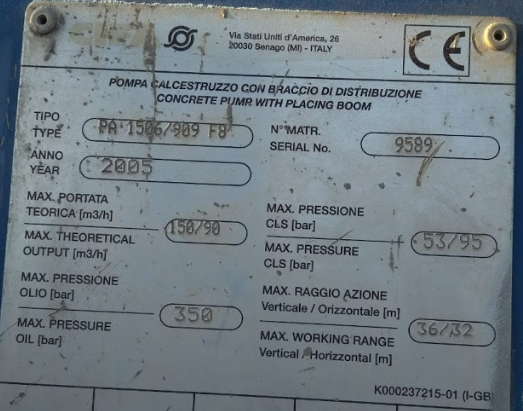 Via Stati Uniti d'America, 26
20030 Senago (MI) - ITALY
CE
POMPA CALCESTRUZZO CON BRACCIO DI DISTRIBUZIONE
CONCRETE PUMP WITH PLACING BOOM
TIPO
TYPE
PA 1506/909 F8
N° MATR.
SERIAL No.
9589
ANNO
YEAR
2005
MAX. PORTATA
TEORICA [m3/h]
MAX. THEORETICAL
OUTPUT [m3/h]
150/90
MAX. PRESSIONE
CLS [bar]
MAX. PRESSURE
CLS [bar]
53/95
MAX. PRESSIONE
OLIO [bar]
MAX. PRESSURE
OIL [bar]
350
MAX. RAGGIO AZIONE
Verticale / Orizzontale [m]
MAX. WORKING RANGE
Vertical / Horizzontal [m]
36/32
K000237215-01 (I-GB)